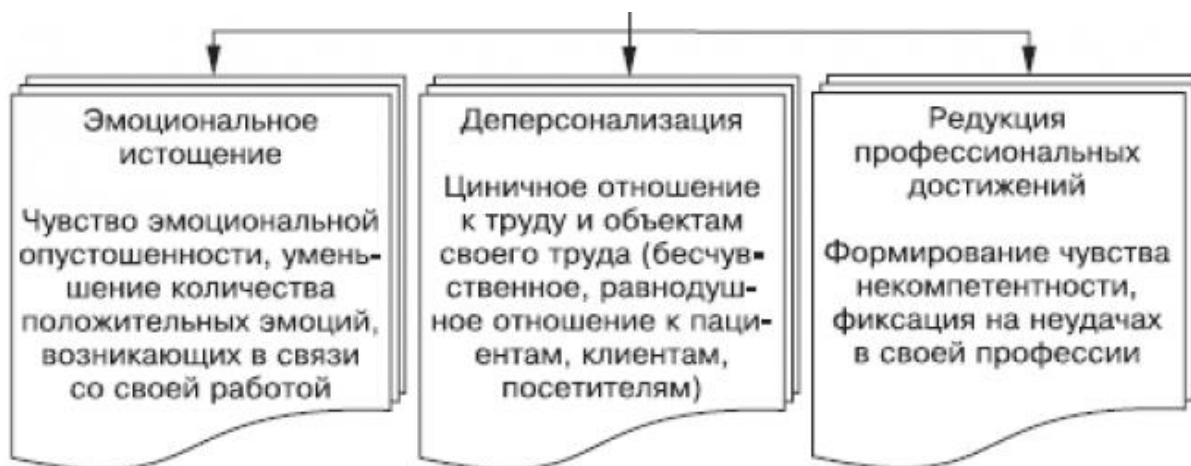 Эмоциональное
истощение
Чувство эмоциональной
опустошенности, умень-
шение количества
положительных эмоций,
возникающих в связи
со своей работой
Деперсонализация
Циничное отношение
к труду и объектам
своего труда (бесчув-
ственное, равнодуш-
ное отношение к паци-
ентам, клиентам,
посетителям)
Редукция
профессиональных
достижений
Формирование чувства
некомпетентности,
фиксация на неудачах
в своей профессии